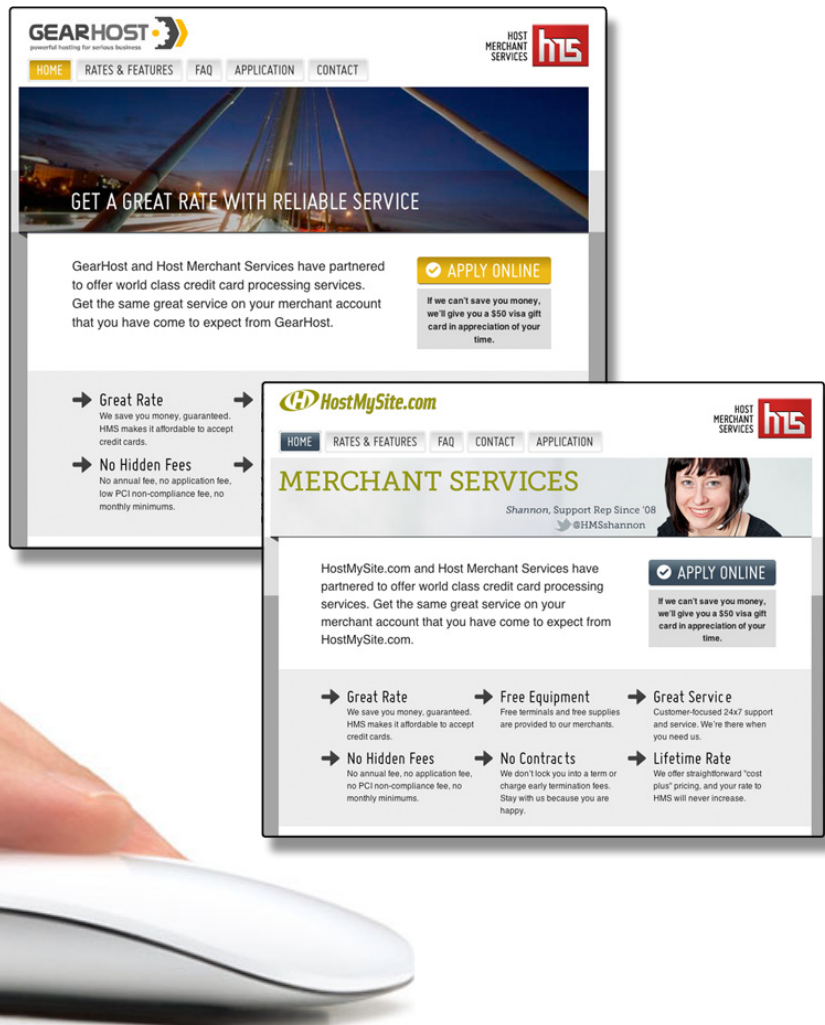 GEARHOST
powerful hosting for serious business
HOST
MERCHANT
SERVICES
hms
HOME RATES & FEATURES FAQ APPLICATION CONTACT
GET A GREAT RATE WITH RELIABLE SERVICE
GearHost and Host Merchant Services have partnered
to offer world class credit card processing services.
Get the same great service on your merchant account
that you have come to expect from GearHost.
APPLY ONLINE
If we can't save you money,
we'll give you a $50 visa gift
card in appreciation of your
time.
Great Rate
We save you money, guaranteed.
HMS makes it affordable to accept
credit cards.
No Hidden Fees
No annual fee, no application fee,
low PCI non-compliance fee, no
monthly minimums.
HostMySite.com
HOST
MERCHANT
SERVICES
hms
HOME RATES & FEATURES FAQ CONTACT APPLICATION
MERCHANT SERVICES
Shannon, Support Rep Since '08
@HMSshannon
HostMySite.com and Host Merchant Services have
partnered to offer world class credit card processing
services. Get the same great service on your
merchant account that you have come to expect from
HostMySite.com.
APPLY ONLINE
If we can't save you money,
we'll give you a $50 visa gift
card in appreciation of your
time.
Great Rate
We save you money, guaranteed.
HMS makes it affordable to accept
credit cards.
Free Equipment
Free terminals and free supplies
are provided to our merchants.
Great Service
Customer-focused 24x7 support
and service. We're there when
you need us.
No Hidden Fees
No annual fee, no application fee,
no PCI non-compliance fee, no
monthly minimums.
No Contracts
We don't lock you into a term or
charge early termination fees.
Stay with us because you are
happy.
Lifetime Rate
We offer straightforward "cost
plus" pricing, and your rate to
HMS will never increase.